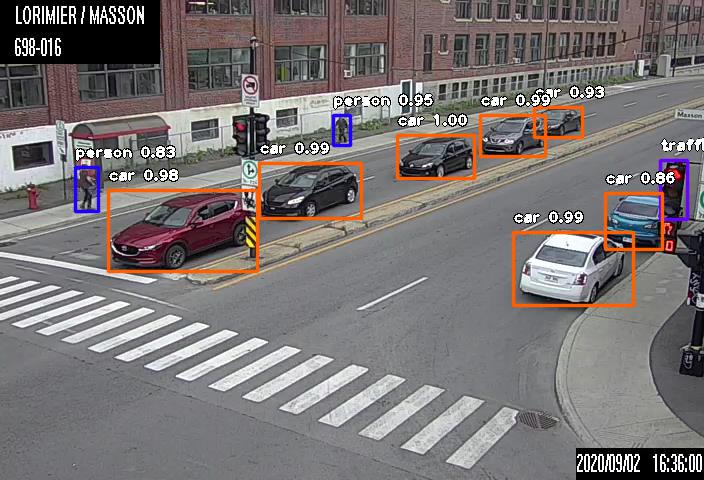 LORIMIER / MASSON
698-016
person 0.95
car 0.99
car 0.93
car 1.00
person 0.83
car 0.99
car 0.98
Masson
traff
car 0.86
car 0.99
2020/09/02 16:36:00